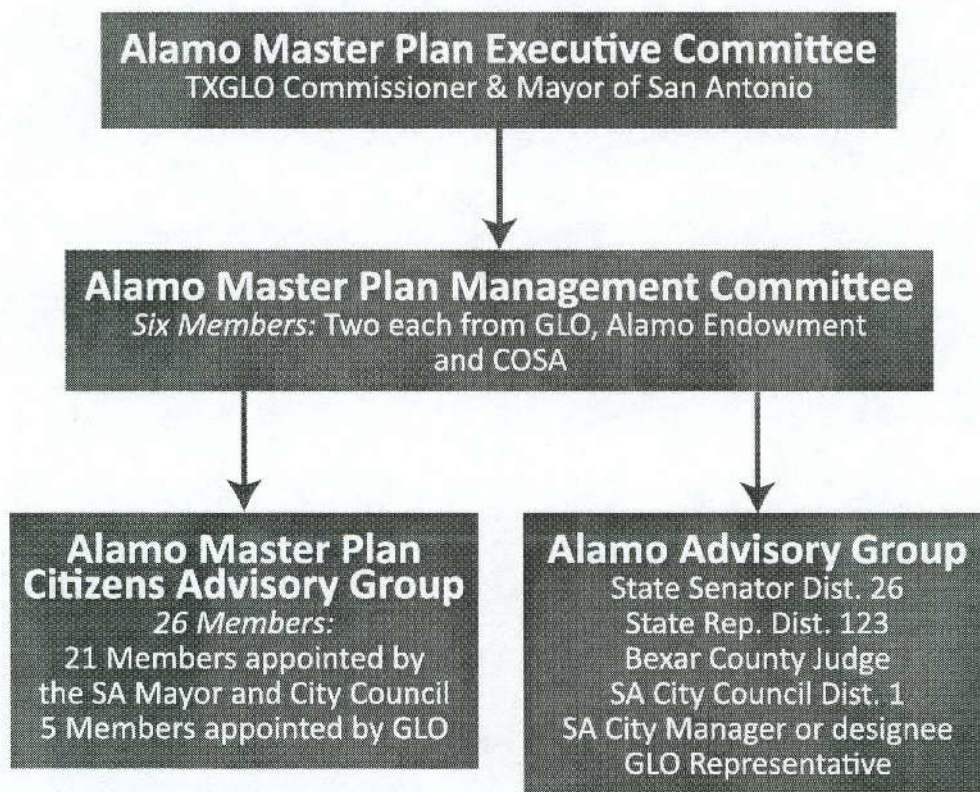 Alamo Master Plan Executive Committee
TXGLO Commissioner & Mayor of San Antonio
Alamo Master Plan Management Committee
Six Members: Two each from GLO, Alamo Endowment
and COSA
Alamo Master Plan
Citizens Advisory Group
26 Members:
21 Members appointed by
the SA Mayor and City Council
5 Members appointed by GLO
Alamo Advisory Group
State Senator Dist. 26
State Rep. Dist. 123
Bexar County Judge
SA City Council Dist. 1
SA City Manager or designee
GLO Representative